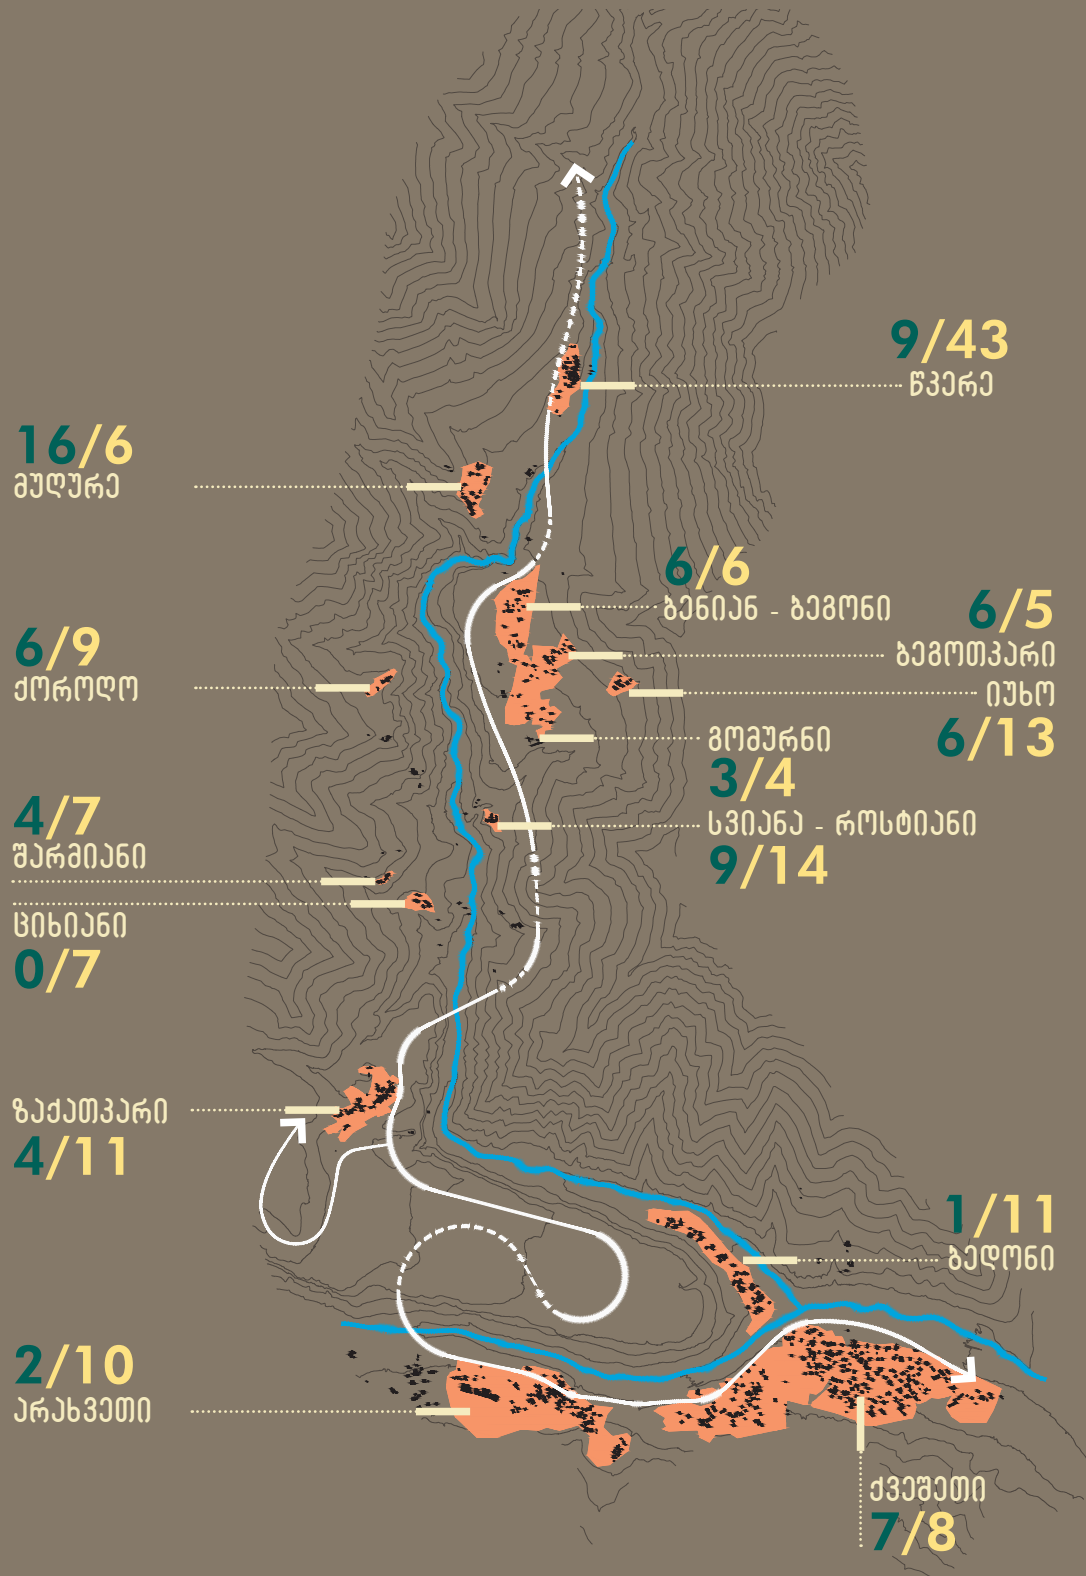 9/43
წკერე
16/6
მუღურე
6/6
ბენიან - ბეგონი
6/5
ბეგოთკარი
6/9
ქოროღო
იუხო
6/13
გომურნი
3/4
4/7
შარმიანი
სვიანა - როსტიანი
9/14
ციხიანი
0/7
ზაქათკარი
4/11
1/11
ბედონი
2/10
არახვეთი
ქვეშეთი
7/8